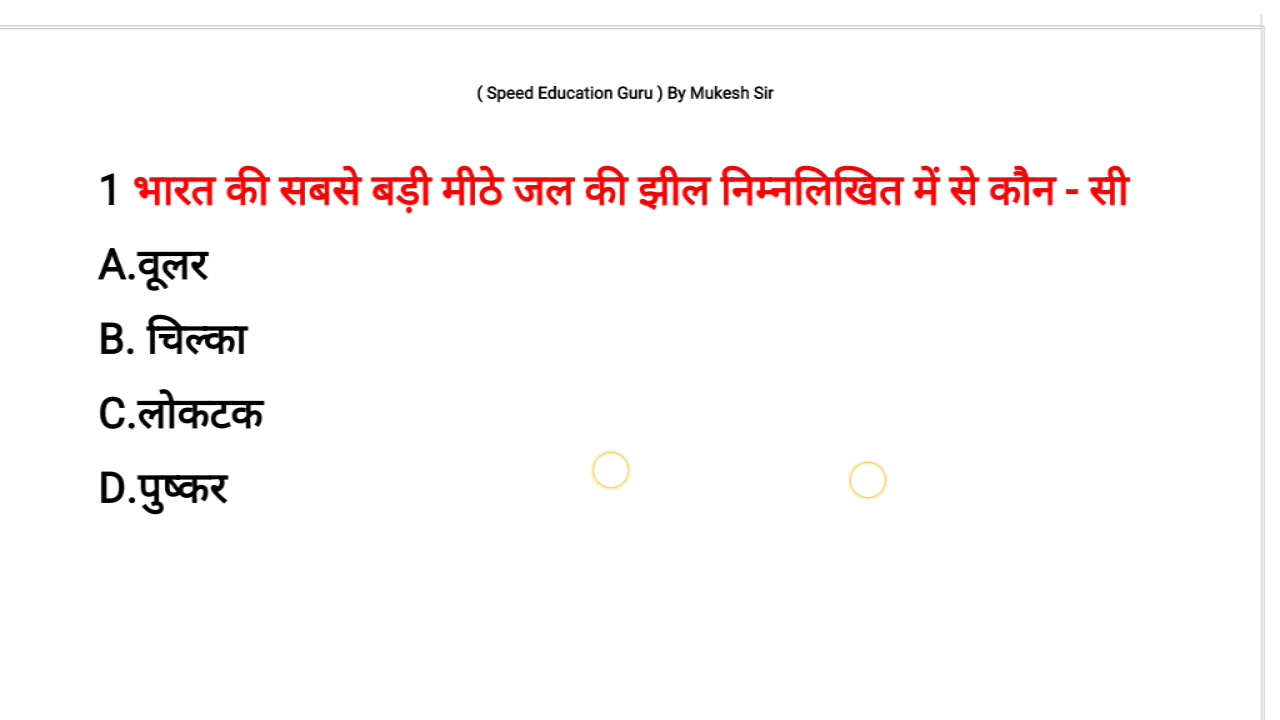 ( Speed Education Guru ) By Mukesh Sir
1 भारत की सबसे बड़ी मीठे जल की झील निम्नलिखित में से कौन - सी
A.वूलर
B. चिल्का
C.लोकटक
D.पुष्कर